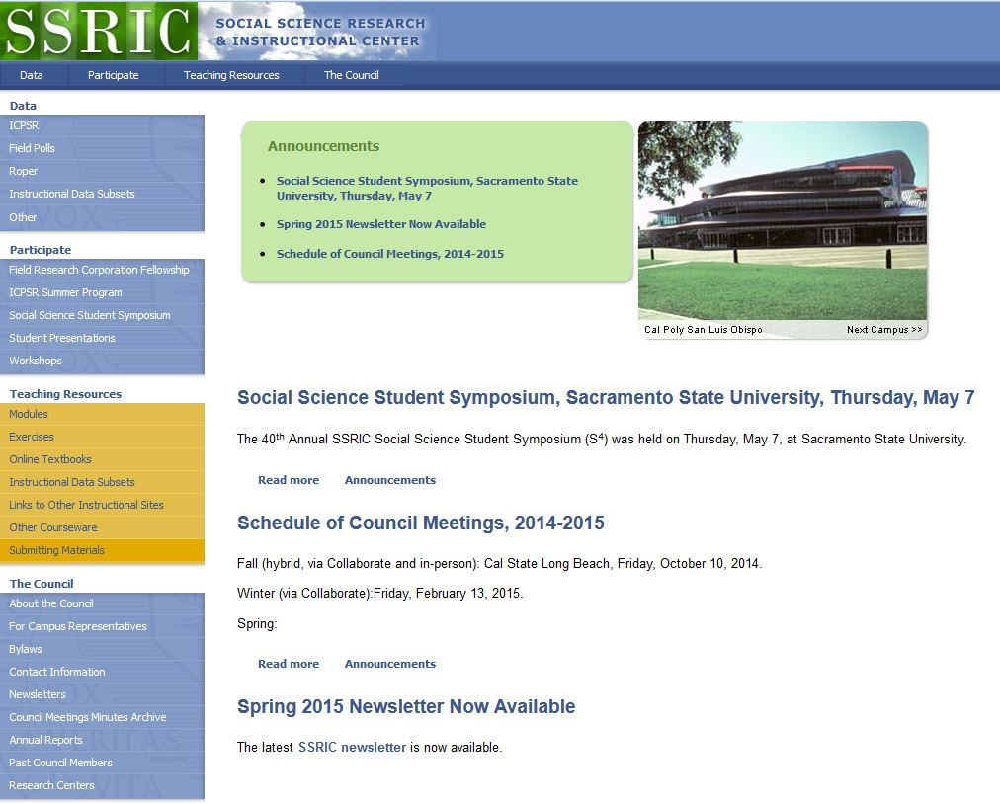 SSRIC
SOCIAL SCIENCE RESEARCH
& INSTRUCTIONAL CENTER
Data Participate Teaching Resources The Council
Data
ICPSR
Field Polls
Roper
Instructional Data Subsets
Other
Participate
Field Research Corporation Fellowship
ICPSR Summer Program
Social Science Student Symposium
Student Presentations
Workshops
Teaching Resources
Modules
Exercises
Online Textbooks
Instructional Data Subsets
Links to Other Instructional Sites
Other Courseware
Submitting Materials
The Council
About the Council
For Campus Representatives
Bylaws
Contact Information
Newsletters
Council Meetings Minutes Archive
Annual Reports
Past Council Members
Research Centers
Announcements
• Social Science Student Symposium, Sacramento State
University, Thursday, May 7
• Spring 2015 Newsletter Now Available
• Schedule of Council Meetings, 2014-2015
Cal Poly San Luis Obispo Next Campus >>
Social Science Student Symposium, Sacramento State University, Thursday, May 7
The 40th Annual SSRIC Social Science Student Symposium (S4) was held on Thursday, May 7, at Sacramento State University.
Read more Announcements
Schedule of Council Meetings, 2014-2015
Fall (hybrid, via Collaborate and in-person): Cal State Long Beach, Friday, October 10, 2014.
Winter (via Collaborate):Friday, February 13, 2015.
Spring:
Read more Announcements
Spring 2015 Newsletter Now Available
The latest SSRIC newsletter is now available.